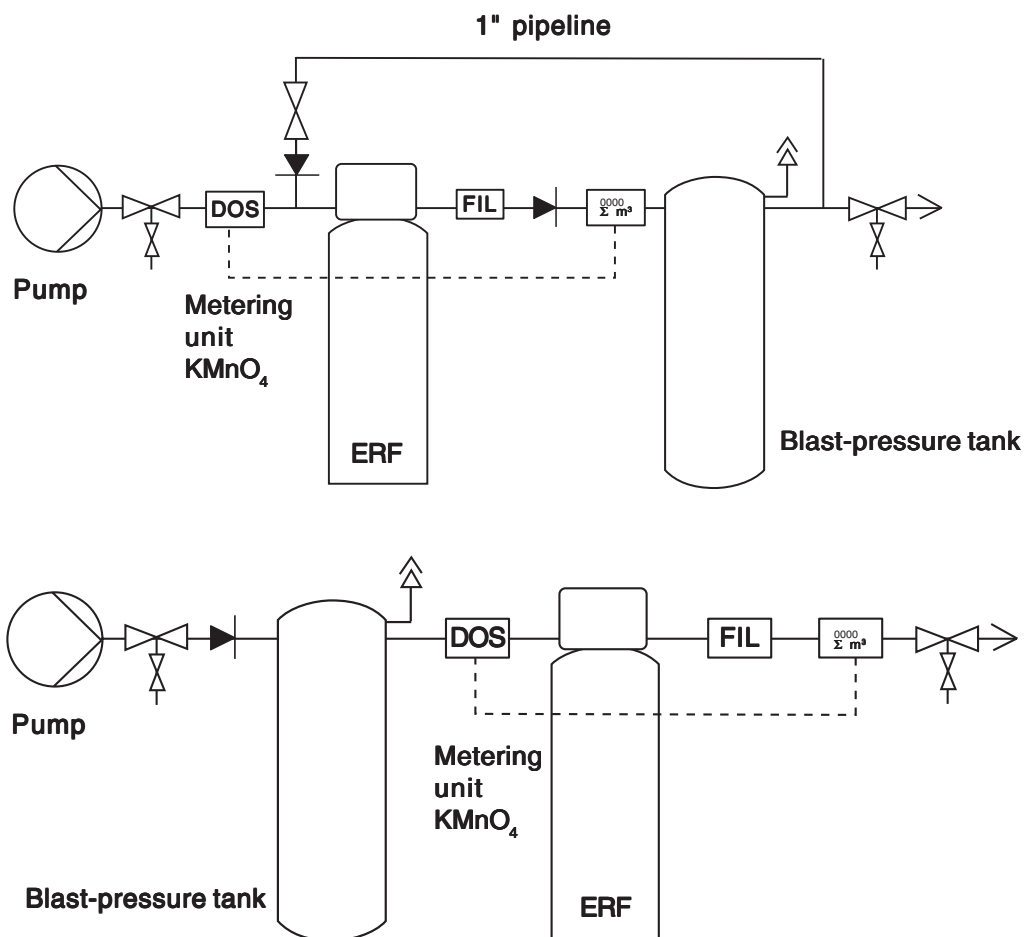 1" pipeline
DOS
FIL
0000
Σ m³
Pump
Metering
unit
KMnO₄
ERF
Blast-pressure tank
DOS
FIL
0000
Σ m³
Pump
Metering
unit
KMnO₄
Blast-pressure tank
ERF